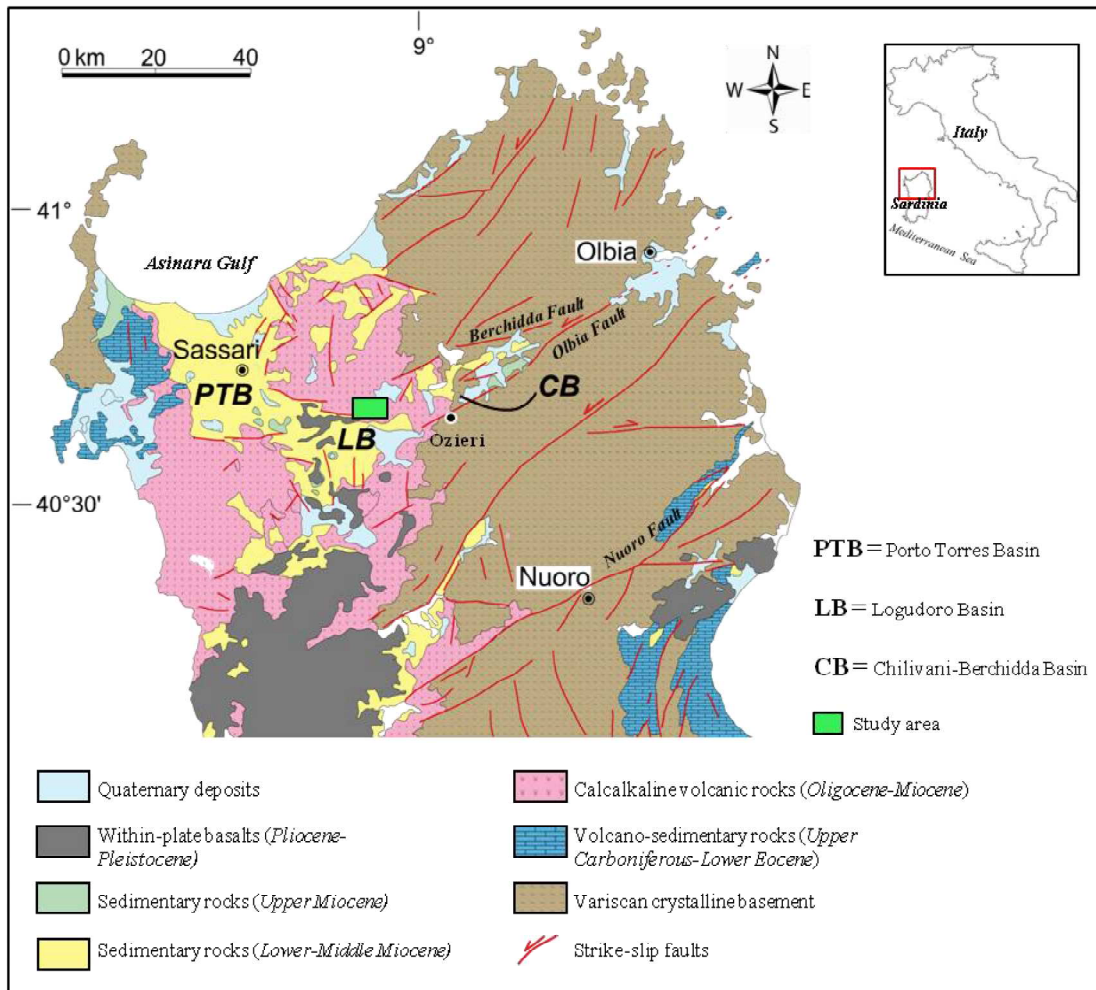 0 km 20 40
9°
N
W E
S
Italy
Sardinia
Mediterranean Sea
41°
Asinara Gulf
Olbia
Berchidda Fault
Olbia Fault
Sassari
PTB
CB
LB
Ozieri
40°30'
Nuoro Fault
Nuoro
PTB = Porto Torres Basin
LB = Logudoro Basin
CB = Chilivani-Berchidda Basin
Study area
Quaternary deposits
Within-plate basalts (Pliocene-
Pleistocene)
Sedimentary rocks (Upper Miocene)
Sedimentary rocks (Lower-Middle Miocene)
Calcalkaline volcanic rocks (Oligocene-Miocene)
Volcano-sedimentary rocks (Upper
Carboniferous-Lower Eocene)
Variscan crystalline basement
Strike-slip faults